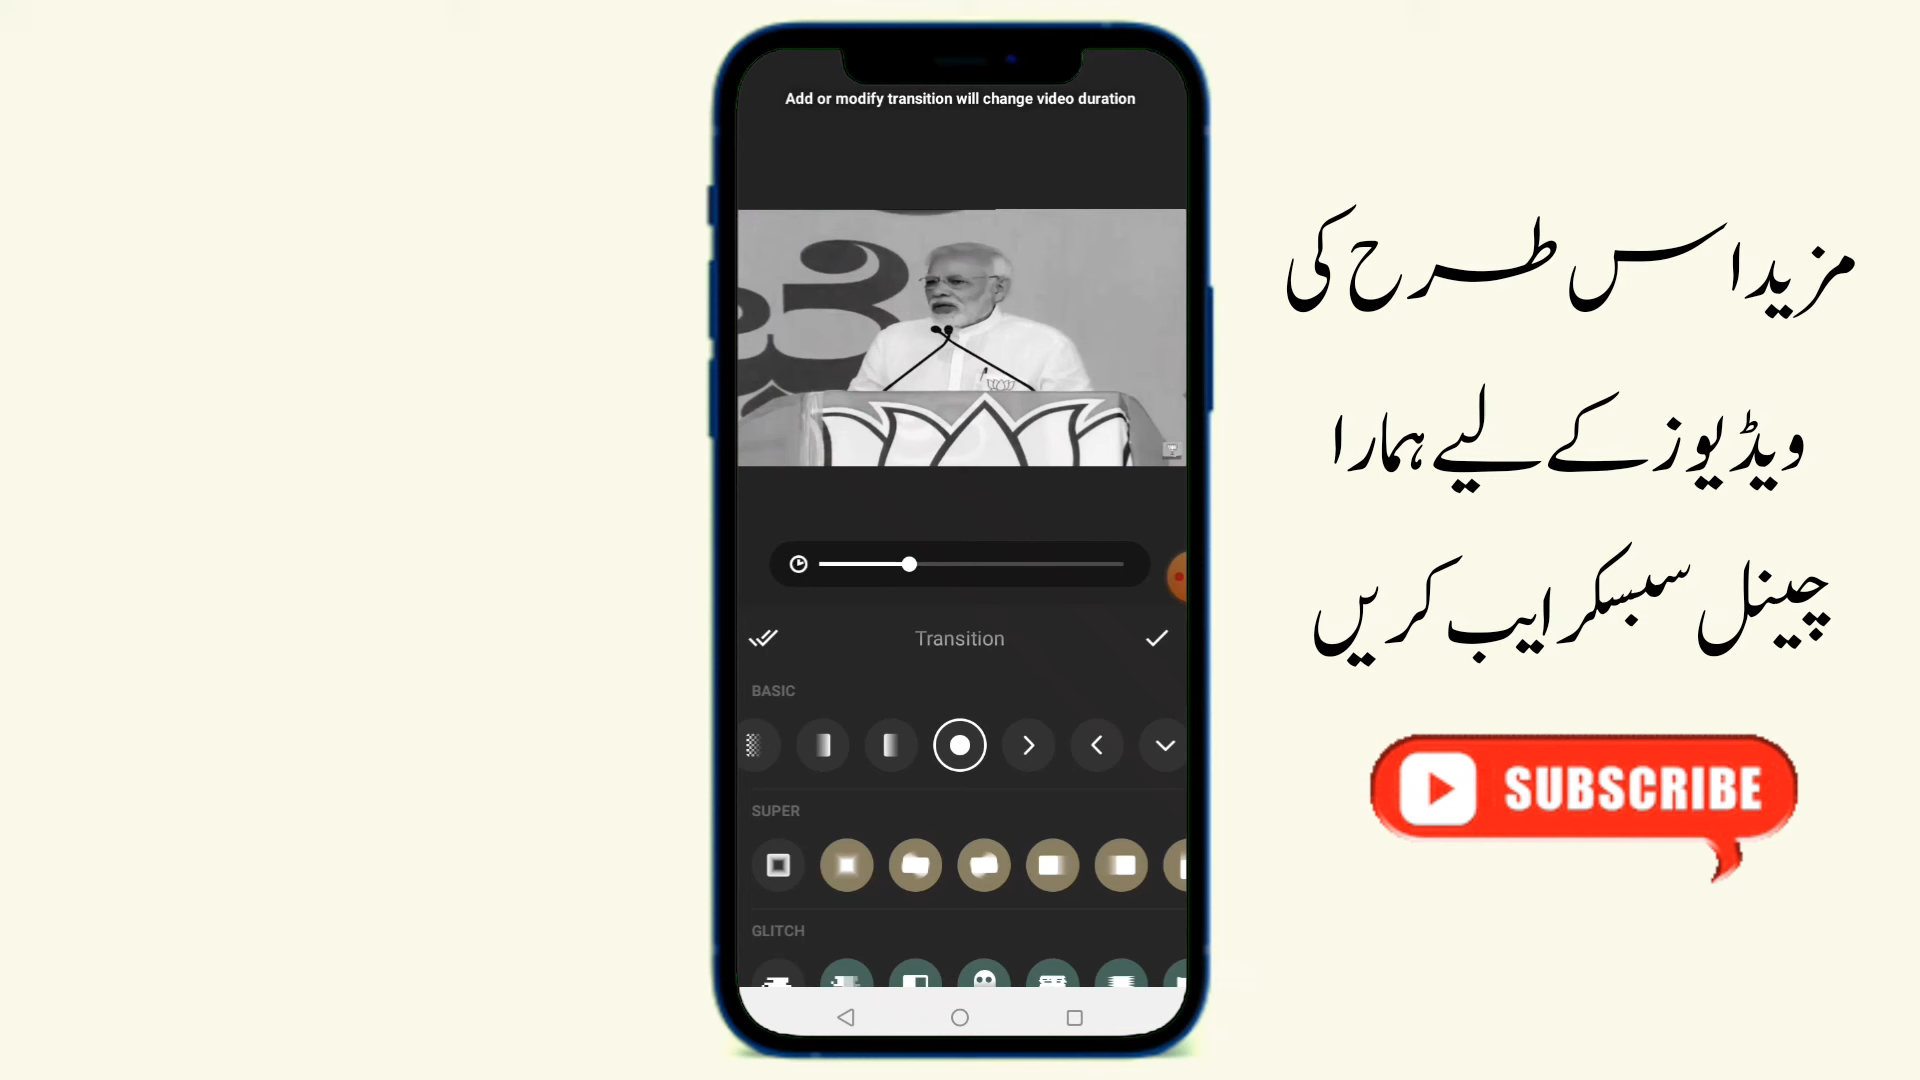 Add or modify transition will change video duration
Transition
BASIC
SUPER
GLITCH
مزید اس طرح کی
ویڈیوز کے لیے ہمارا
چینل سبسکرایب کریں
SUBSCRIBE